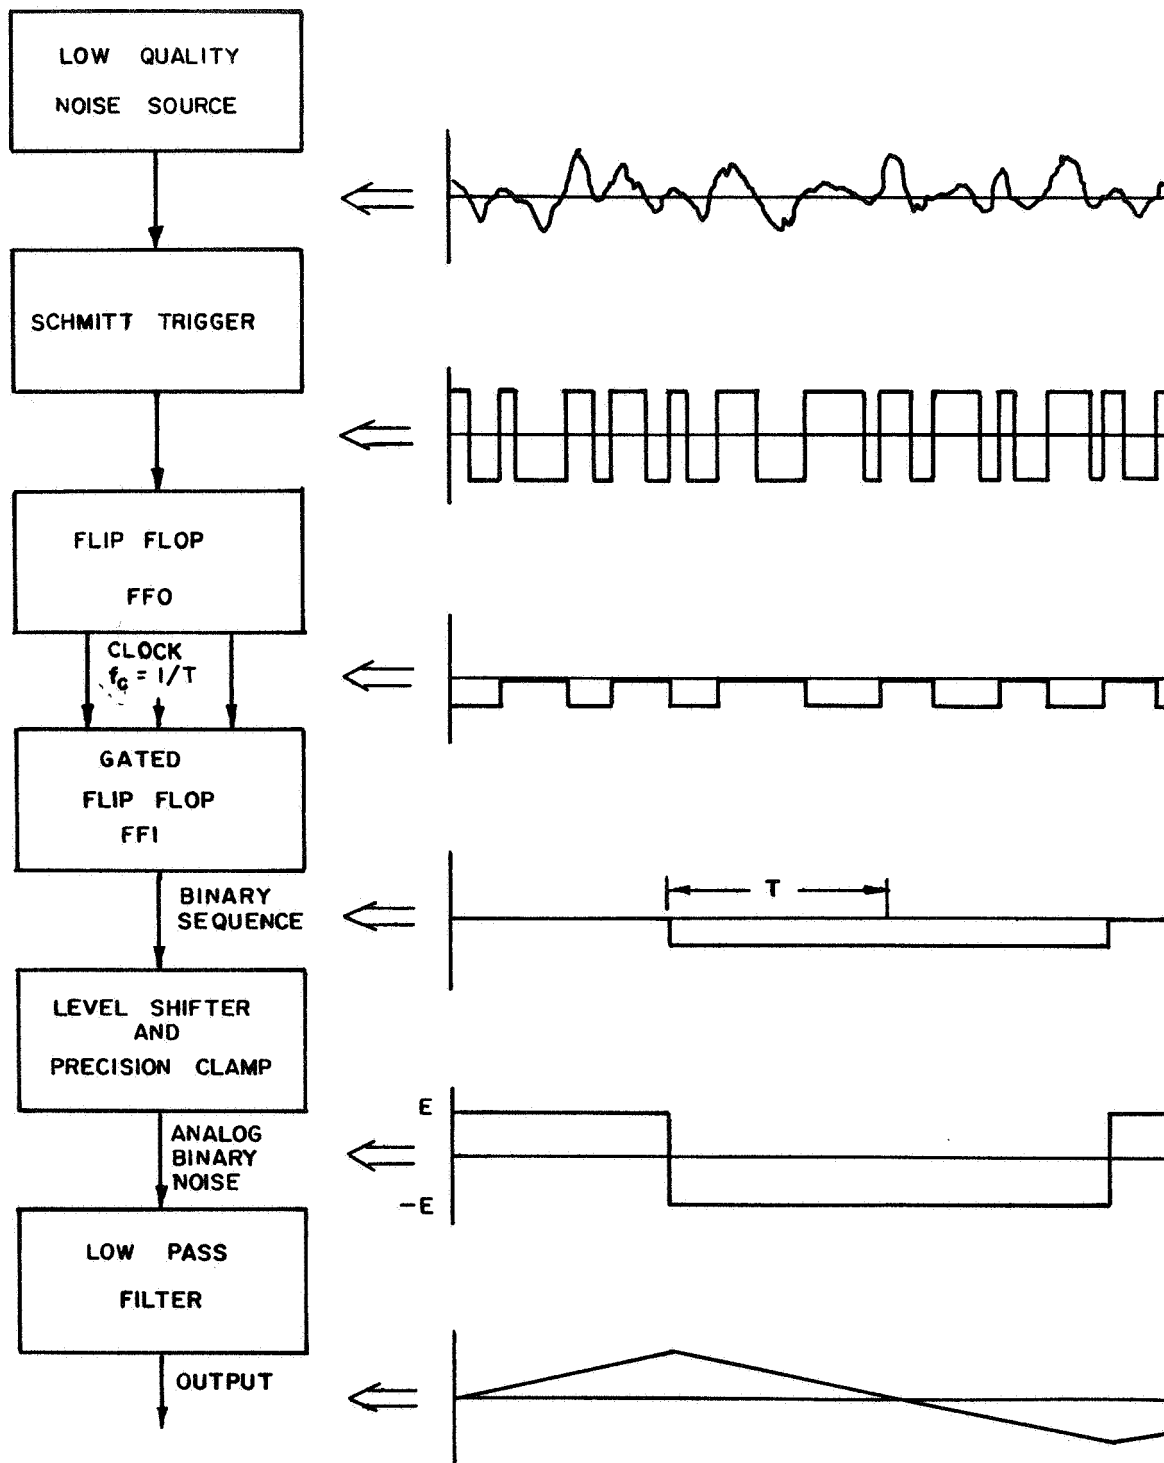 LOW QUALITY
NOISE SOURCE
SCHMITT TRIGGER
FLIP FLOP
FFO
CLOCK
fc = 1/T
GATED
FLIP FLOP
FF1
BINARY
SEQUENCE
T
LEVEL SHIFTER
AND
PRECISION CLAMP
E
ANALOG
BINARY
NOISE
-E
LOW PASS
FILTER
OUTPUT